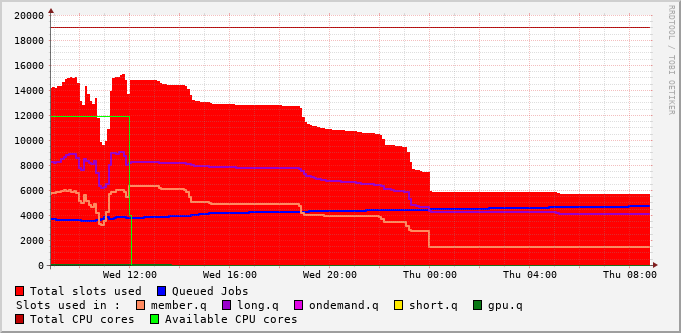 20000
18000
16000
14000
12000
10000
8000
6000
4000
2000
0
Wed 12:00 Wed 16:00 Wed 20:00 Thu 00:00 Thu 04:00 Thu 08:00
Total slots used Queued Jobs
Slots used in : member.q long.q ondemand.q short.q gpu.q
Total CPU cores Available CPU cores
RRDTOOL / TOBI OETIKER